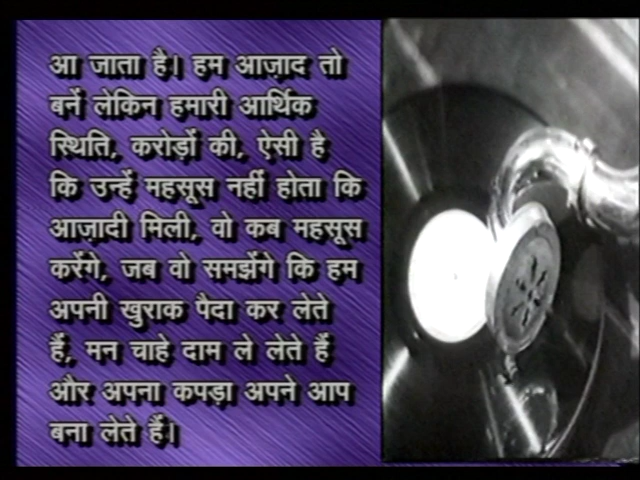 आ जाता है। हम आज़ाद तो
बनें लेकिन हमारी आर्थिक
स्थिति, करोड़ों की, ऐसी है
कि उन्हें महसूस नहीं होता कि
आज़ादी मिली, वो कब महसूस
करेंगे, जब वो समझेंगे कि हम
अपनी खुराक पैदा कर लेते
हैं, मन चाहे दाम ले लेते हैं
और अपना कपड़ा अपने आप
बना लेते हैं।